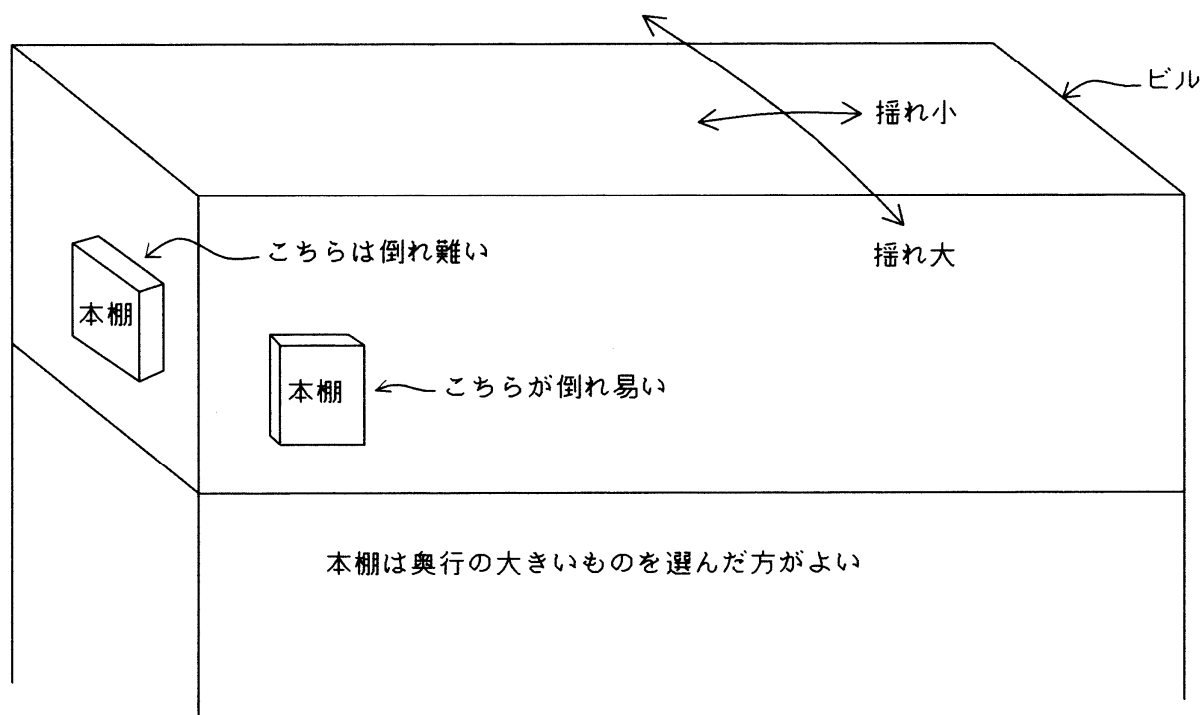 ビル
揺れ小
揺れ大
こちらは倒れ難い
本棚
本棚
こちらが倒れ易い
本棚は奥行の大きいものを選んだ方がよい